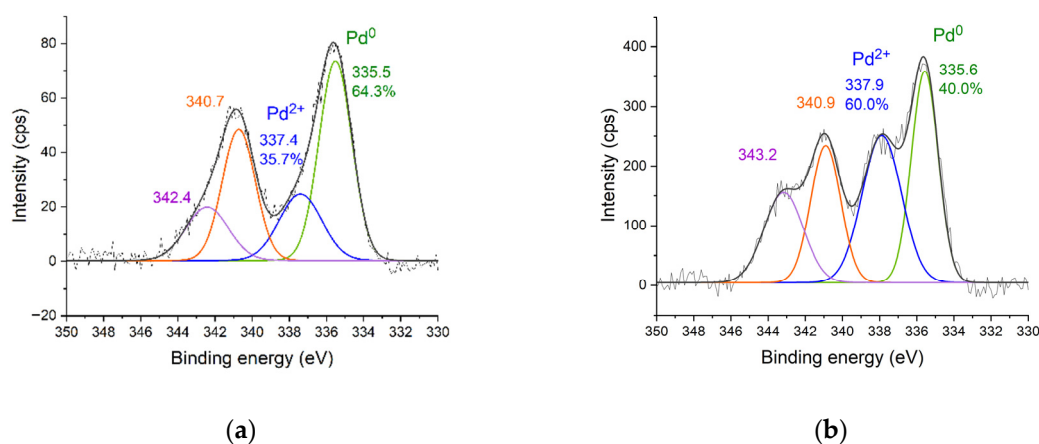 Pd0
335.5
64.3%
340.7
Pd2+
337.4
35.7%
342.4
80
60
40
20
0
−20
Intensity (cps)
350 348 346 344 342 340 338 336 334 332 330
Binding energy (eV)
(a)
Pd0
335.6
40.0%
Pd2+
337.9
60.0%
340.9
343.2
400
300
200
100
0
Intensity (cps)
350 348 346 344 342 340 338 336 334 332 330
Binding energy (eV)
(b)